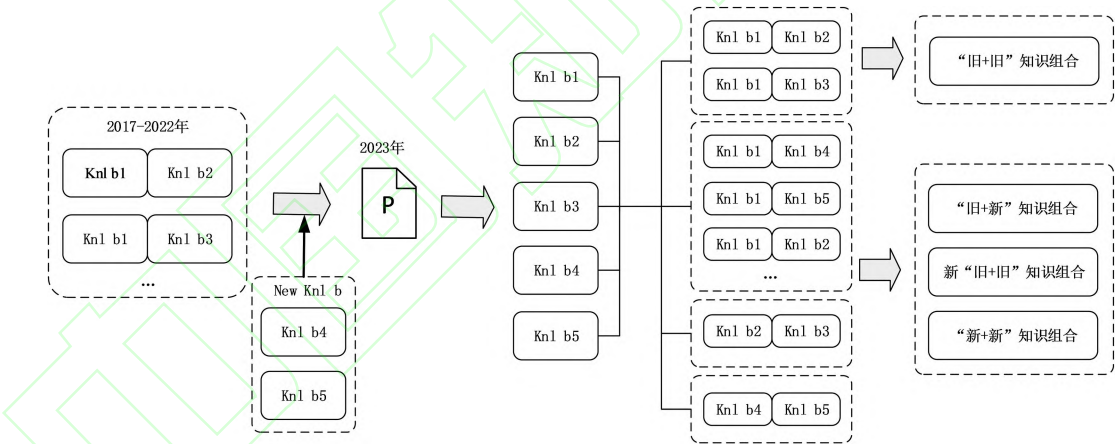 2017-2022年
Knl b1 Knl b2
Knl b1 Knl b3
...
New Knl b
Knl b4
Knl b5
2023年
P
Knl b1
Knl b2
Knl b3
Knl b4
Knl b5
Knl b1 Knl b2
Knl b1 Knl b3
Knl b1 Knl b4
Knl b1 Knl b5
Knl b1 Knl b2
...
Knl b2 Knl b3
Knl b4 Knl b5
“旧+旧”知识组合
“旧+新”知识组合
新“旧+旧”知识组合
“新+新”知识组合